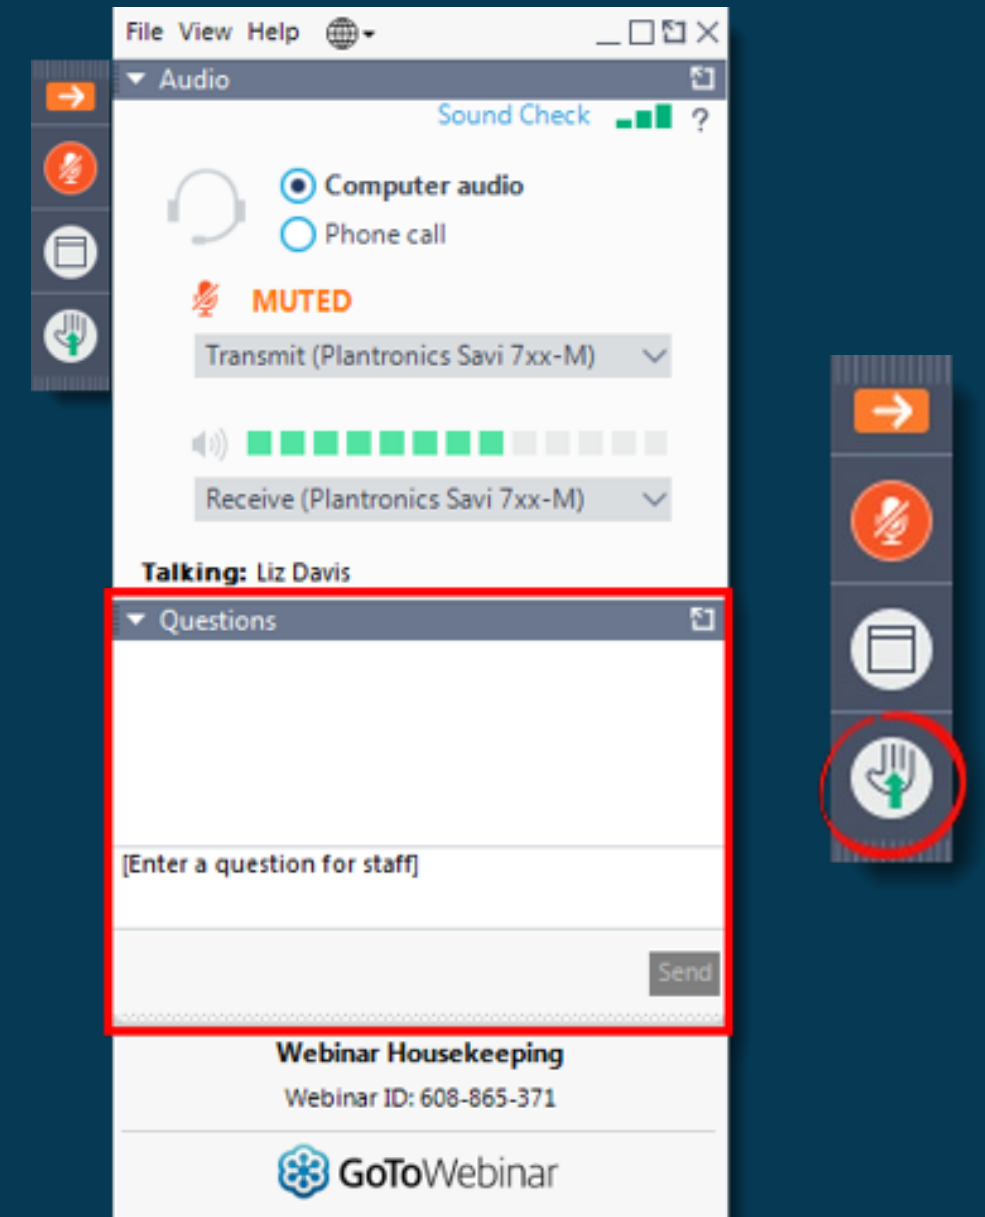 File View Help
Audio
Sound Check ?
Computer audio
Phone call
MUTED
Transmit (Plantronics Savi 7xx-M)
Receive (Plantronics Savi 7xx-M)
Talking: Liz Davis
Questions
[Enter a question for staff]
Send
Webinar Housekeeping
Webinar ID: 608-865-371
GoToWebinar